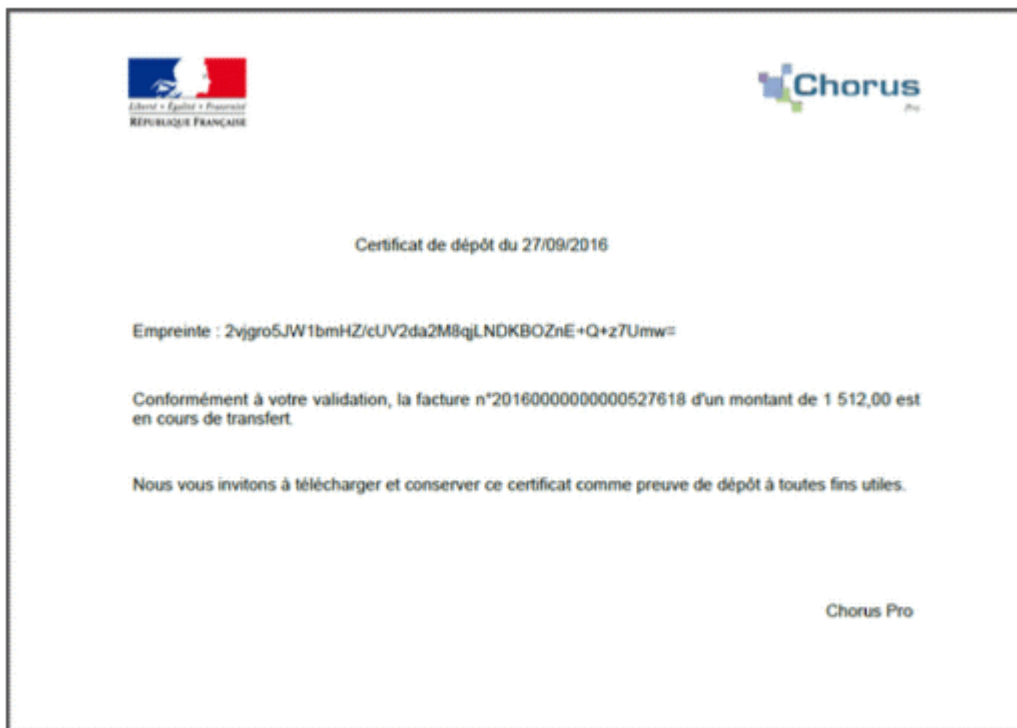 Liberté • Égalité • Fraternité
RÉPUBLIQUE FRANÇAISE
Chorus
Pro
Certificat de dépôt du 27/09/2016
Empreinte : 2vjgro5JW1bmHZ/cUV2da2M8qjLNDKBOZnE+Q+z7Umw=
Conformément à votre validation, la facture n°20160000000000527618 d'un montant de 1 512,00 est
en cours de transfert.
Nous vous invitons à télécharger et conserver ce certificat comme preuve de dépôt à toutes fins utiles.
Chorus Pro